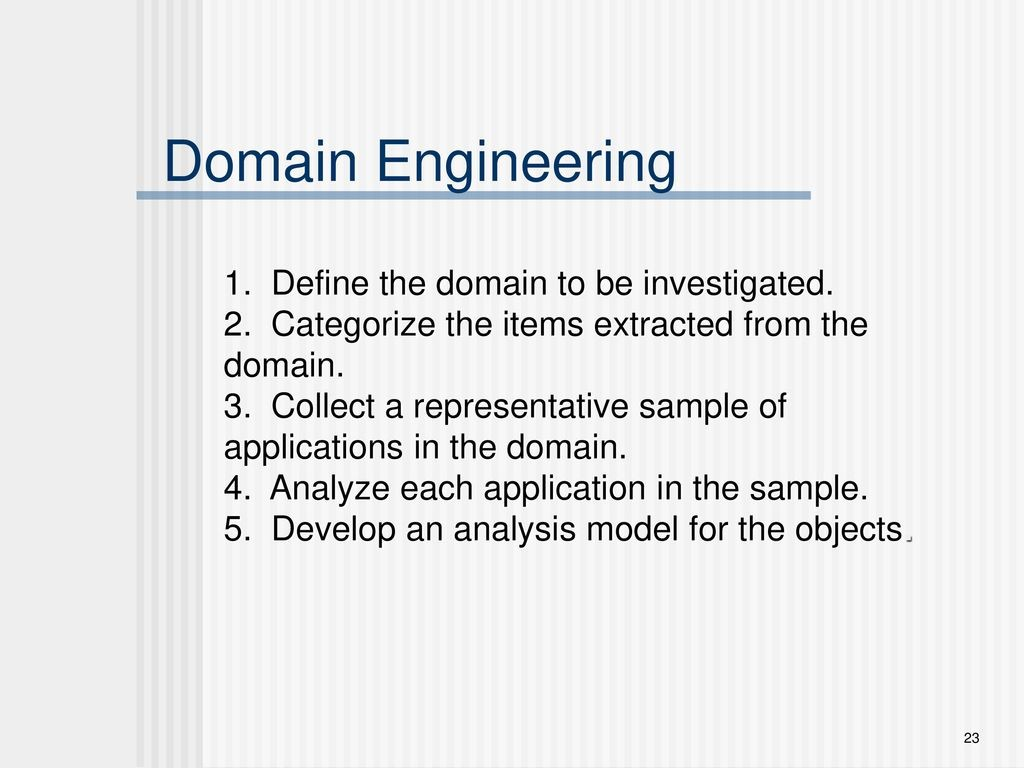 Domain Engineering
1. Define the domain to be investigated.
2. Categorize the items extracted from the
domain.
3. Collect a representative sample of
applications in the domain.
4. Analyze each application in the sample.
5. Develop an analysis model for the objects.
23